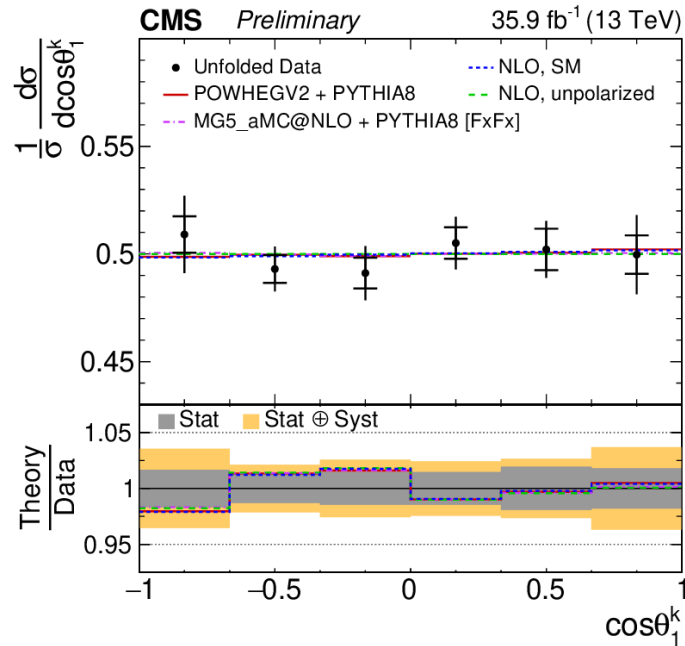 CMS Preliminary 35.9 fb⁻¹ (13 TeV)
1/σ dσ/dcosθ₁ᵏ
Unfolded Data
NLO, SM
POWHEGV2 + PYTHIA8
NLO, unpolarized
MG5_aMC@NLO + PYTHIA8 [FxFx]
0.55
0.5
0.45
Stat
Stat ⊕ Syst
Theory/Data
1.05
1
0.95
−1 −0.5 0 0.5 1
cosθ₁ᵏ